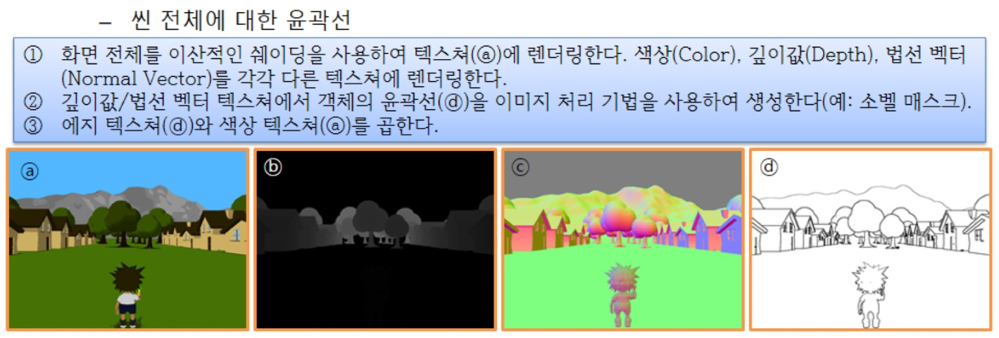 – 씬 전체에 대한 윤곽선
① 화면 전체를 이산적인 쉐이딩을 사용하여 텍스쳐(ⓐ)에 렌더링한다. 색상(Color), 깊이값(Depth), 법선 벡터
(Normal Vector)를 각각 다른 텍스쳐에 렌더링한다.
② 깊이값/법선 벡터 텍스쳐에서 객체의 윤곽선(ⓓ)을 이미지 처리 기법을 사용하여 생성한다(예: 소벨 매스크).
③ 에지 텍스쳐(ⓓ)와 색상 텍스쳐(ⓐ)를 곱한다.
ⓐ ⓑ ⓒ ⓓ